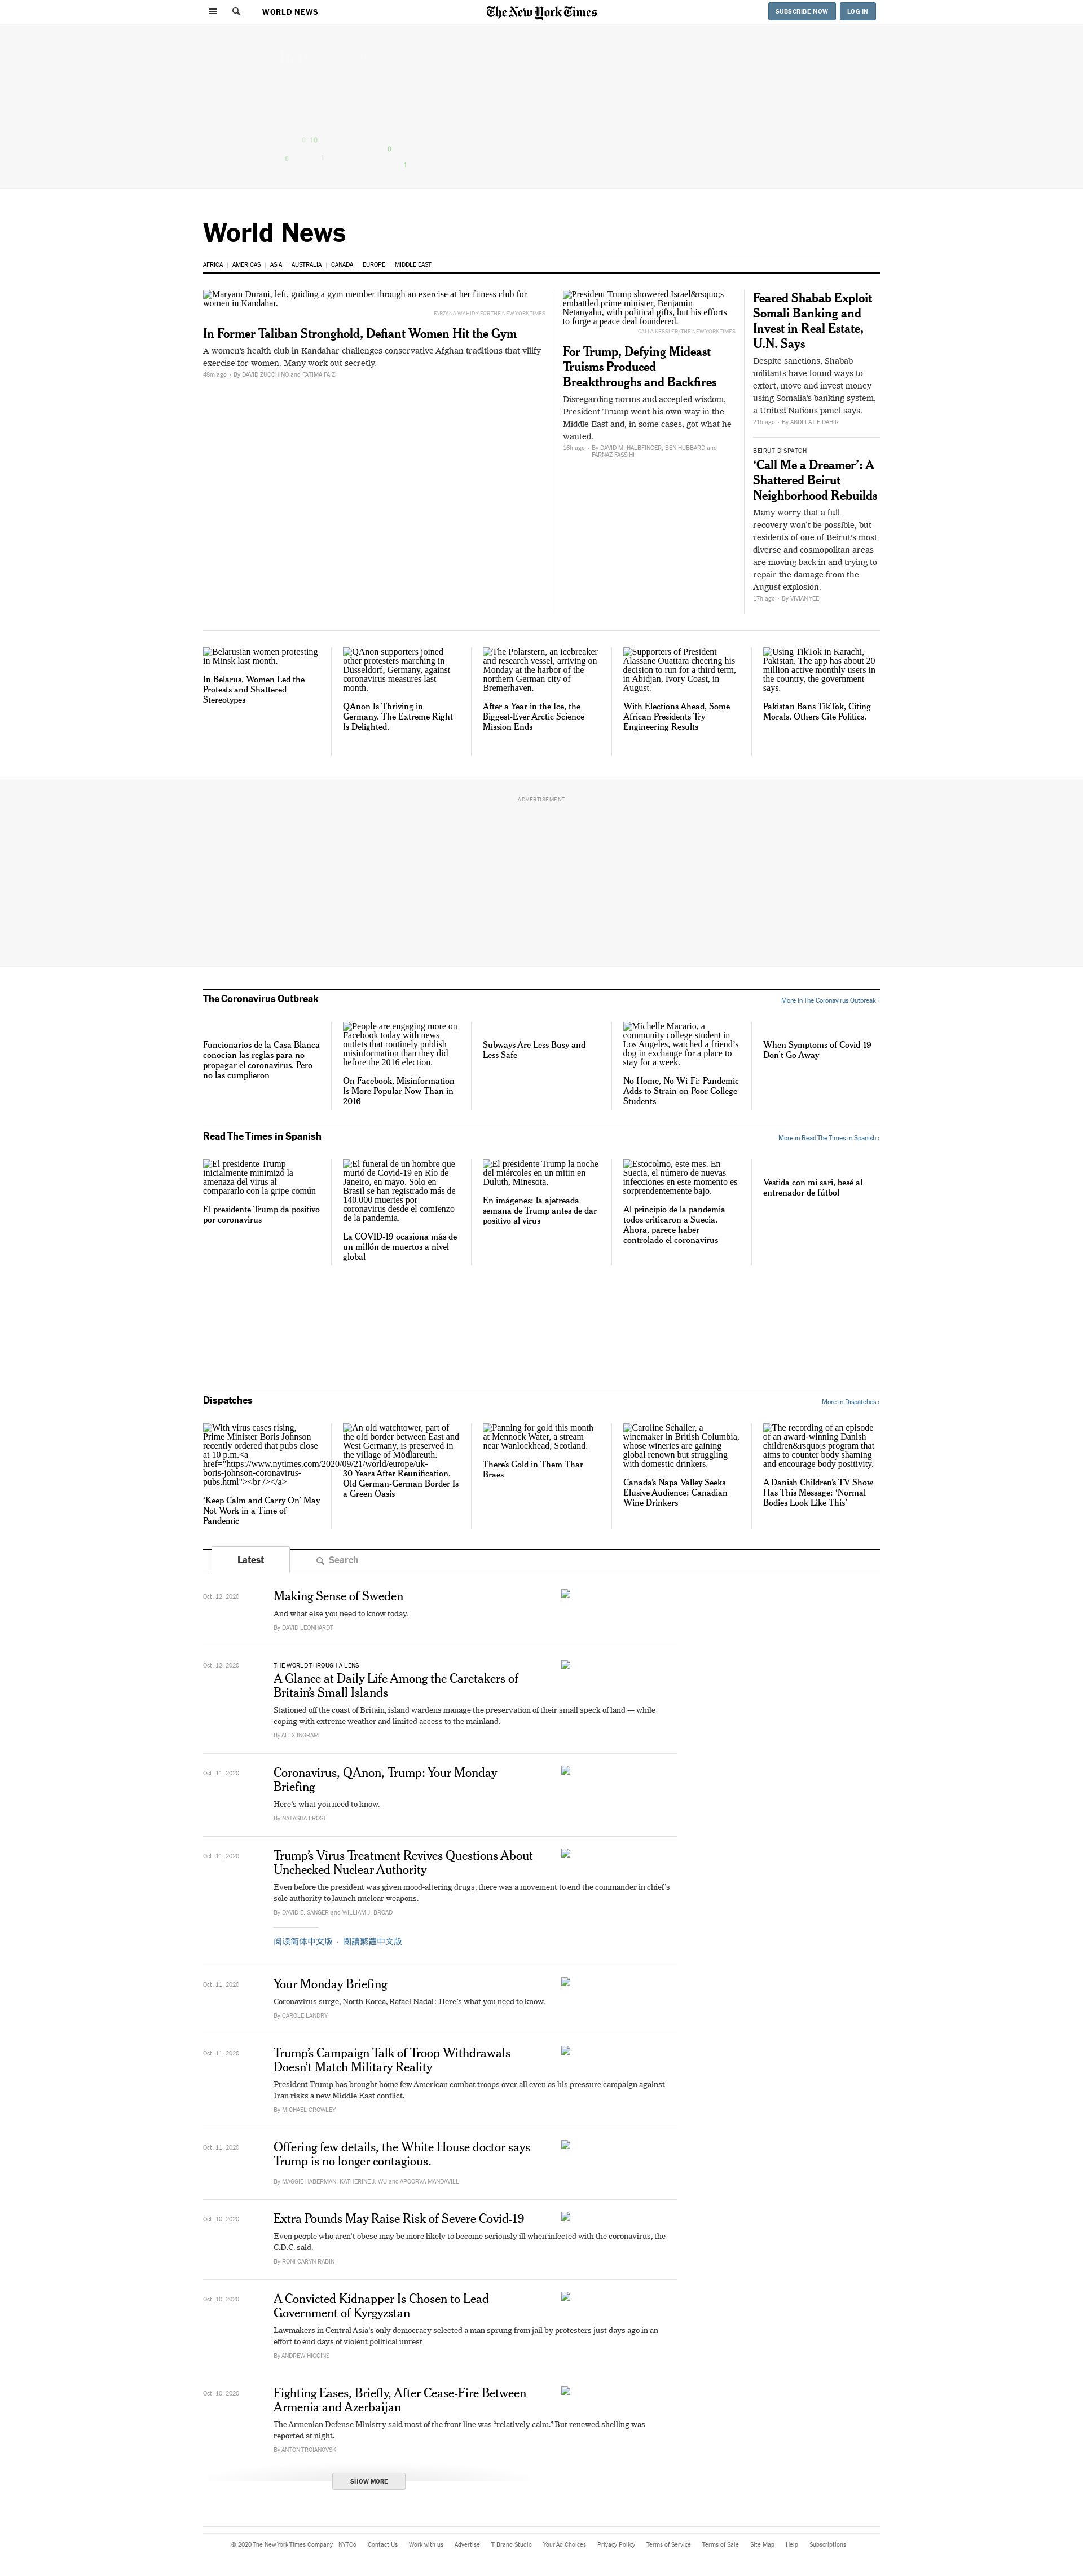 WORLD NEWS
The New York Times
SUBSCRIBE NOW
LOG IN
0 10
0
0
1
1
World News
AFRICA
AMERICAS
ASIA
AUSTRALIA
CANADA
EUROPE
MIDDLE EAST
Maryam Durani, left, guiding a gym member through an exercise at her fitness club for
women in Kandahar.
FARZANA WAHIDY FOR THE NEW YORK TIMES
In Former Taliban Stronghold, Defiant Women Hit the Gym
A women's health club in Kandahar challenges conservative Afghan traditions that vilify
exercise for women. Many work out secretly.
48m ago - By DAVID ZUCCHINO and FATIMA FAIZI
President Trump showered Israel&rsquo;s
embattled prime minister, Benjamin
Netanyahu, with political gifts, but his efforts
to forge a peace deal foundered.
CALLA KESSLER/THE NEW YORK TIMES
For Trump, Defying Mideast
Truisms Produced
Breakthroughs and Backfires
Disregarding norms and accepted wisdom,
President Trump went his own way in the
Middle East and, in some cases, got what he
wanted.
16h ago - By DAVID M. HALBFINGER, BEN HUBBARD and
FARNAZ FASSIHI
Feared Shabab Exploit
Somali Banking and
Invest in Real Estate,
U.N. Says
Despite sanctions, Shabab
militants have found ways to
extort, move and invest money
using Somalia's banking system,
a United Nations panel says.
21h ago - By ABDI LATIF DAHIR
BEIRUT DISPATCH
‘Call Me a Dreamer’: A
Shattered Beirut
Neighborhood Rebuilds
Many worry that a full
recovery won't be possible, but
residents of one of Beirut's most
diverse and cosmopolitan areas
are moving back in and trying to
repair the damage from the
August explosion.
17h ago - By VIVIAN YEE
Belarusian women protesting
in Minsk last month.
In Belarus, Women Led the
Protests and Shattered
Stereotypes
QAnon supporters joined
other protesters marching in
Düsseldorf, Germany, against
coronavirus measures last
month.
QAnon Is Thriving in
Germany. The Extreme Right
Is Delighted.
The Polarstern, an icebreaker
and research vessel, arriving on
Monday at the harbor of the
northern German city of
Bremerhaven.
After a Year in the Ice, the
Biggest-Ever Arctic Science
Mission Ends
Supporters of President
Alassane Ouattara cheering his
decision to run for a third term,
in Abidjan, Ivory Coast, in
August.
With Elections Ahead, Some
African Presidents Try
Engineering Results
Using TikTok in Karachi,
Pakistan. The app has about 20
million active monthly users in
the country, the government
says.
Pakistan Bans TikTok, Citing
Morals. Others Cite Politics.
ADVERTISEMENT
The Coronavirus Outbreak
More in The Coronavirus Outbreak ›
Funcionarios de la Casa Blanca
conocían las reglas para no
propagar el coronavirus. Pero
no las cumplieron
People are engaging more on
Facebook today with news
outlets that routinely publish
misinformation than they did
before the 2016 election.
On Facebook, Misinformation
Is More Popular Now Than in
2016
Subways Are Less Busy and
Less Safe
Michelle Macario, a
community college student in
Los Angeles, watched a friend’s
dog in exchange for a place to
stay for a week.
No Home, No Wi-Fi: Pandemic
Adds to Strain on Poor College
Students
When Symptoms of Covid-19
Don’t Go Away
Read The Times in Spanish
More in Read The Times in Spanish ›
El presidente Trump
inicialmente minimizó la
amenaza del virus al
compararlo con la gripe común
El presidente Trump da positivo
por coronavirus
El funeral de un hombre que
murió de Covid-19 en Río de
Janeiro, en mayo. Solo en
Brasil se han registrado más de
140.000 muertes por
coronavirus desde el comienzo
de la pandemia.
La COVID-19 ocasiona más de
un millón de muertos a nivel
global
El presidente Trump la noche
del miércoles en un mitin en
Duluth, Minesota.
En imágenes: la ajetreada
semana de Trump antes de dar
positivo al virus
Estocolmo, este mes. En
Suecia, el número de nuevas
infecciones en este momento es
sorprendentemente bajo.
Al principio de la pandemia
todos criticaron a Suecia.
Ahora, parece haber
controlado el coronavirus
Vestida con mi sari, besé al
entrenador de fútbol
Dispatches
More in Dispatches ›
With virus cases rising,
Prime Minister Boris Johnson
recently ordered that pubs close
at 10 p.m.<a
href="https://www.nytimes.com/2020/09/21/world/europe/uk-
boris-johnson-coronavirus-
pubs.html"><br /></a>
‘Keep Calm and Carry On’ May
Not Work in a Time of
Pandemic
An old watchtower, part of
the old border between East and
West Germany, is preserved in
the village of Mödlareuth.
30 Years After Reunification,
Old German-German Border Is
a Green Oasis
Panning for gold this month
at Mennock Water, a stream
near Wanlockhead, Scotland.
There’s Gold in Them Thar
Braes
Caroline Schaller, a
winemaker in British Columbia,
whose wineries are gaining
global renown but struggling
with domestic drinkers.
Canada’s Napa Valley Seeks
Elusive Audience: Canadian
Wine Drinkers
The recording of an episode
of an award-winning Danish
children&rsquo;s program that
aims to counter body shaming
and encourage body positivity.
A Danish Children’s TV Show
Has This Message: ‘Normal
Bodies Look Like This’
Latest
Search
Oct. 12, 2020
Making Sense of Sweden
And what else you need to know today.
By DAVID LEONHARDT
Oct. 12, 2020
THE WORLD THROUGH A LENS
A Glance at Daily Life Among the Caretakers of
Britain’s Small Islands
Stationed off the coast of Britain, island wardens manage the preservation of their small speck of land — while
coping with extreme weather and limited access to the mainland.
By ALEX INGRAM
Oct. 11, 2020
Coronavirus, QAnon, Trump: Your Monday
Briefing
Here’s what you need to know.
By NATASHA FROST
Oct. 11, 2020
Trump’s Virus Treatment Revives Questions About
Unchecked Nuclear Authority
Even before the president was given mood-altering drugs, there was a movement to end the commander in chief’s
sole authority to launch nuclear weapons.
By DAVID E. SANGER and WILLIAM J. BROAD
阅读简体中文版 · 閱讀繁體中文版
Oct. 11, 2020
Your Monday Briefing
Coronavirus surge, North Korea, Rafael Nadal: Here’s what you need to know.
By CAROLE LANDRY
Oct. 11, 2020
Trump’s Campaign Talk of Troop Withdrawals
Doesn’t Match Military Reality
President Trump has brought home few American combat troops over all even as his pressure campaign against
Iran risks a new Middle East conflict.
By MICHAEL CROWLEY
Oct. 11, 2020
Offering few details, the White House doctor says
Trump is no longer contagious.
By MAGGIE HABERMAN, KATHERINE J. WU and APOORVA MANDAVILLI
Oct. 10, 2020
Extra Pounds May Raise Risk of Severe Covid-19
Even people who aren’t obese may be more likely to become seriously ill when infected with the coronavirus, the
C.D.C. said.
By RONI CARYN RABIN
Oct. 10, 2020
A Convicted Kidnapper Is Chosen to Lead
Government of Kyrgyzstan
Lawmakers in Central Asia’s only democracy selected a man sprung from jail by protesters just days ago in an
effort to end days of violent political unrest
By ANDREW HIGGINS
Oct. 10, 2020
Fighting Eases, Briefly, After Cease-Fire Between
Armenia and Azerbaijan
The Armenian Defense Ministry said most of the front line was “relatively calm.” But renewed shelling was
reported at night.
By ANTON TROIANOVSKI
SHOW MORE
© 2020 The New York Times Company
NYTCo
Contact Us
Work with us
Advertise
T Brand Studio
Your Ad Choices
Privacy Policy
Terms of Service
Terms of Sale
Site Map
Help
Subscriptions